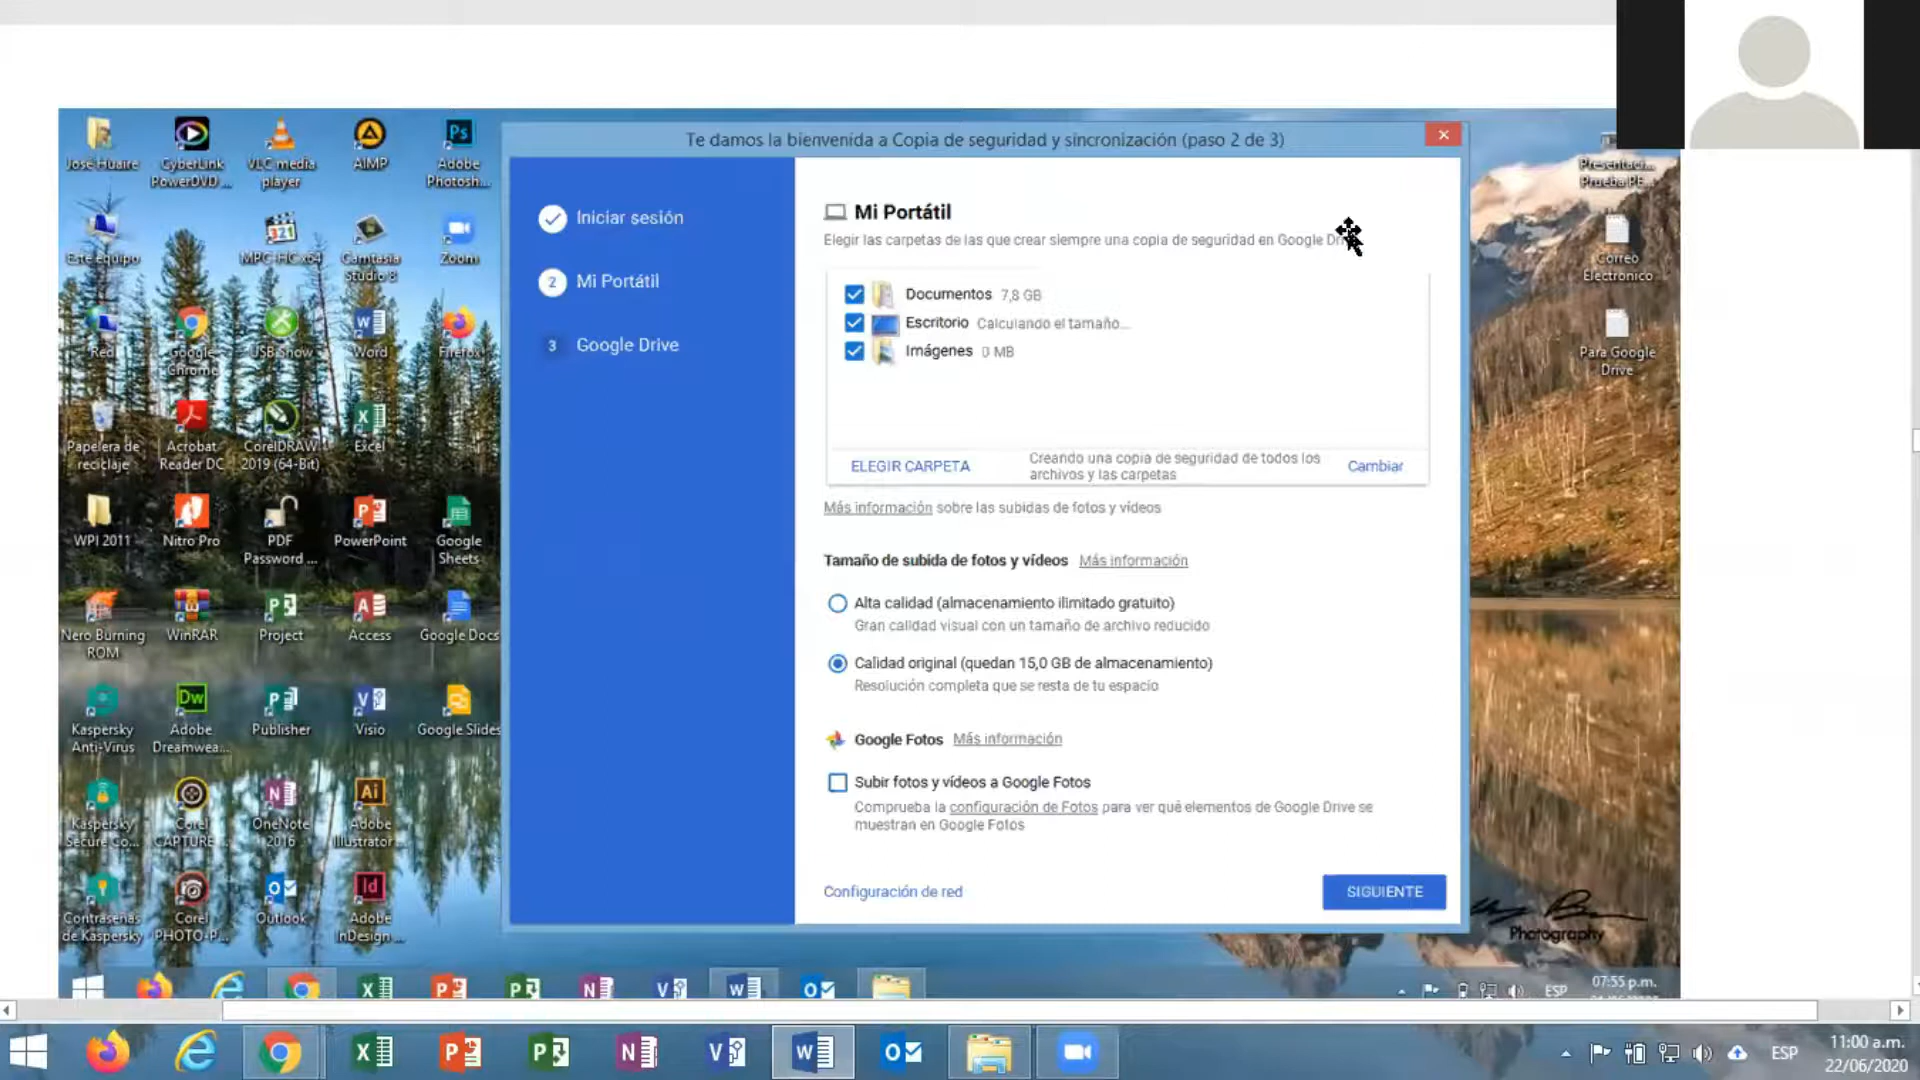 Te damos la bienvenida a Copia de seguridad y sincronización (paso 2 de 3)
José Huaire
CyberLink
PowerDVD ...
VLC media
player
AIMP
Adobe
Photosh...
Este equipo
MPC-HC x64
Camtasia
Studio 8
Zoom
Red
Google
Chrome
USB Show
Word
Firefox
Papelera de
reciclaje
Acrobat
Reader DC
CorelDRAW
2019 (64-Bit)
Excel
WPI 2011
Nitro Pro
PDF
Password ...
PowerPoint
Google
Sheets
Nero Burning
ROM
WinRAR
Project
Access
Google Docs
Kaspersky
Anti-Virus
Adobe
Dreamwea...
Publisher
Visio
Google Slides
Kaspersky
Secure Co...
Corel
CAPTURE ...
OneNote
2016
Adobe
Illustrator ...
Contraseñas
de Kaspersky
Corel
PHOTO-P...
Outlook
Adobe
InDesign ...
Iniciar sesión
2 Mi Portátil
3 Google Drive
Mi Portátil
Elegir las carpetas de las que crear siempre una copia de seguridad en Google
Documentos 7,8 GB
Escritorio Calculando el tamaño...
Imágenes 0 MB
ELEGIR CARPETA
Creando una copia de seguridad de todos los
archivos y las carpetas
Cambiar
Más información sobre las subidas de fotos y vídeos
Tamaño de subida de fotos y vídeos Más información
Alta calidad (almacenamiento ilimitado gratuito)
Gran calidad visual con un tamaño de archivo reducido
Calidad original (quedan 15,0 GB de almacenamiento)
Resolución completa que se resta de tu espacio
Google Fotos Más información
Subir fotos y vídeos a Google Fotos
Comprueba la configuración de Fotos para ver qué elementos de Google Drive se
muestran en Google Fotos
Configuración de red
SIGUIENTE
Presentaci...
Correo
Electronico
Para Google
Drive
Photography
ESP
07:55 p.m.
ESP
11:00 a.m.
22/06/2020